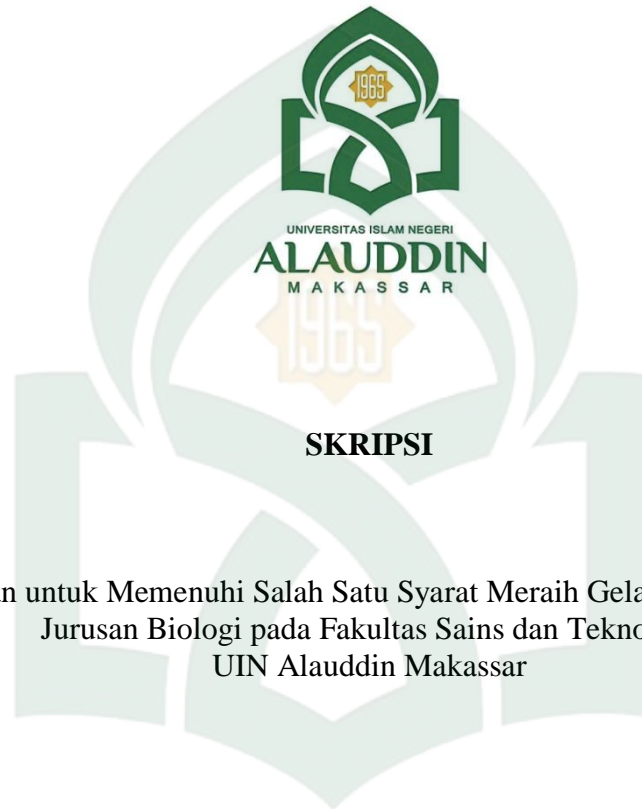 1965
UNIVERSITAS ISLAM NEGERI
ALAUDDIN
MAKASSAR
1965
SKRIPSI
untuk Memenuhi Salah Satu Syarat Meraih
Jurusan Biologi pada Fakultas Sains dan
UIN Alauddin Makassar